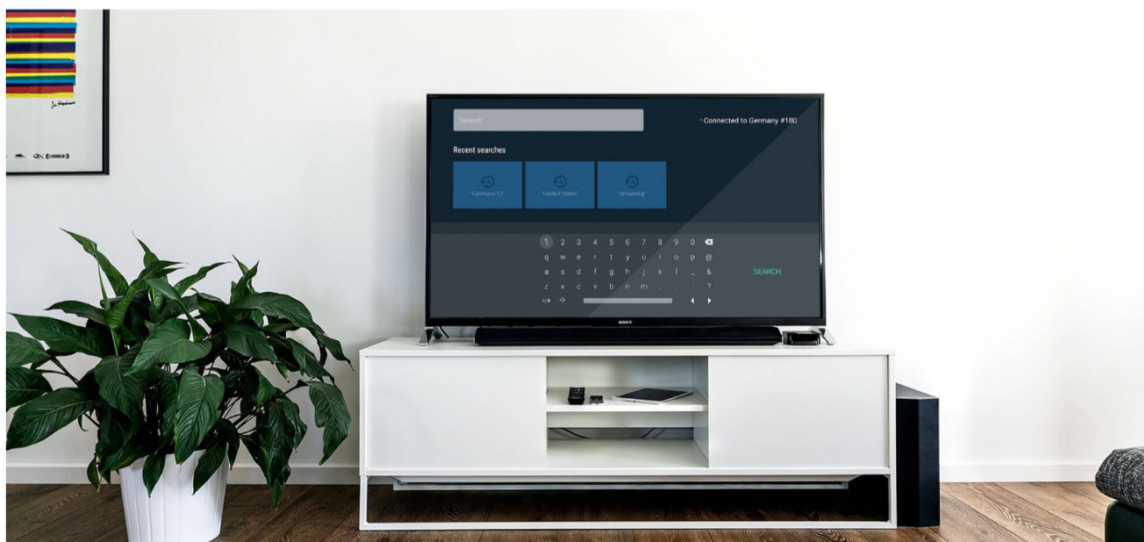 Search
· Connected to Germany #180
Recent searches
"Germany 12" "United States" "streaming"
1 2 3 4 5 6 7 8 9 0
q w e r t y u i o p @
a s d f g h j k l _ &
z x c v b n m , . - ?
SEARCH
SONY